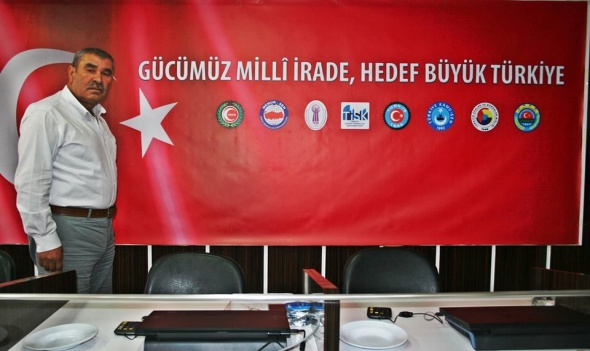 GÜCÜMÜZ MİLLÎ İRADE, HEDEF BÜYÜK TÜRKİYE
TİSK